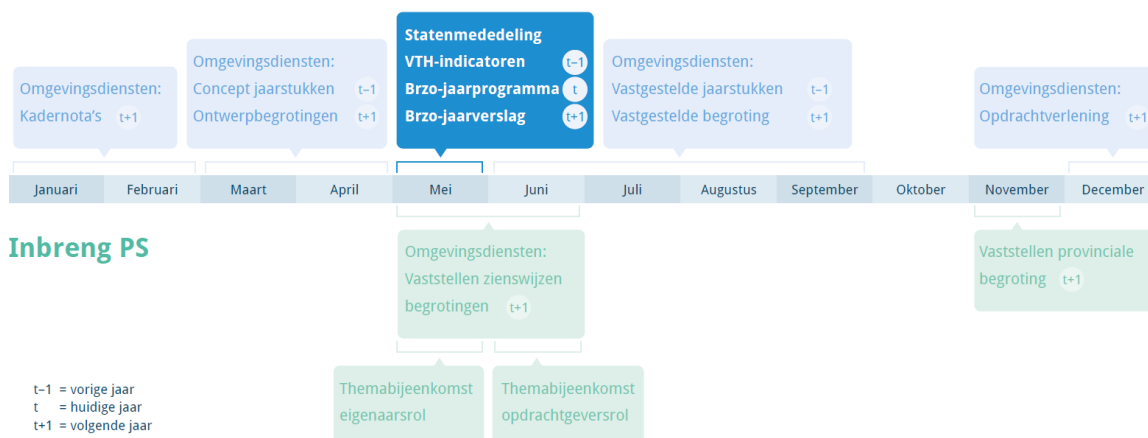 Omgevingsdiensten:
Kadernota's t+1
Omgevingsdiensten:
Concept jaarstukken t–1
Ontwerpbegrotingen t+1
Statenmededeling
VTH-indicatoren t–1
Brzo-jaarprogramma t
Brzo-jaarverslag t+1
Omgevingsdiensten:
Vastgestelde jaarstukken t–1
Vastgestelde begroting t+1
Omgevingsdiensten:
Opdrachtverlening t+1
Januari Februari Maart April Mei Juni Juli Augustus September Oktober November December
Inbreng PS
Omgevingsdiensten:
Vaststellen zienswijzen
begrotingen t+1
Vaststellen provinciale
begroting t+1
Themabijeenkomst
eigenaarsrol
Themabijeenkomst
opdrachtgeversrol
t–1 = vorige jaar
t = huidige jaar
t+1 = volgende jaar